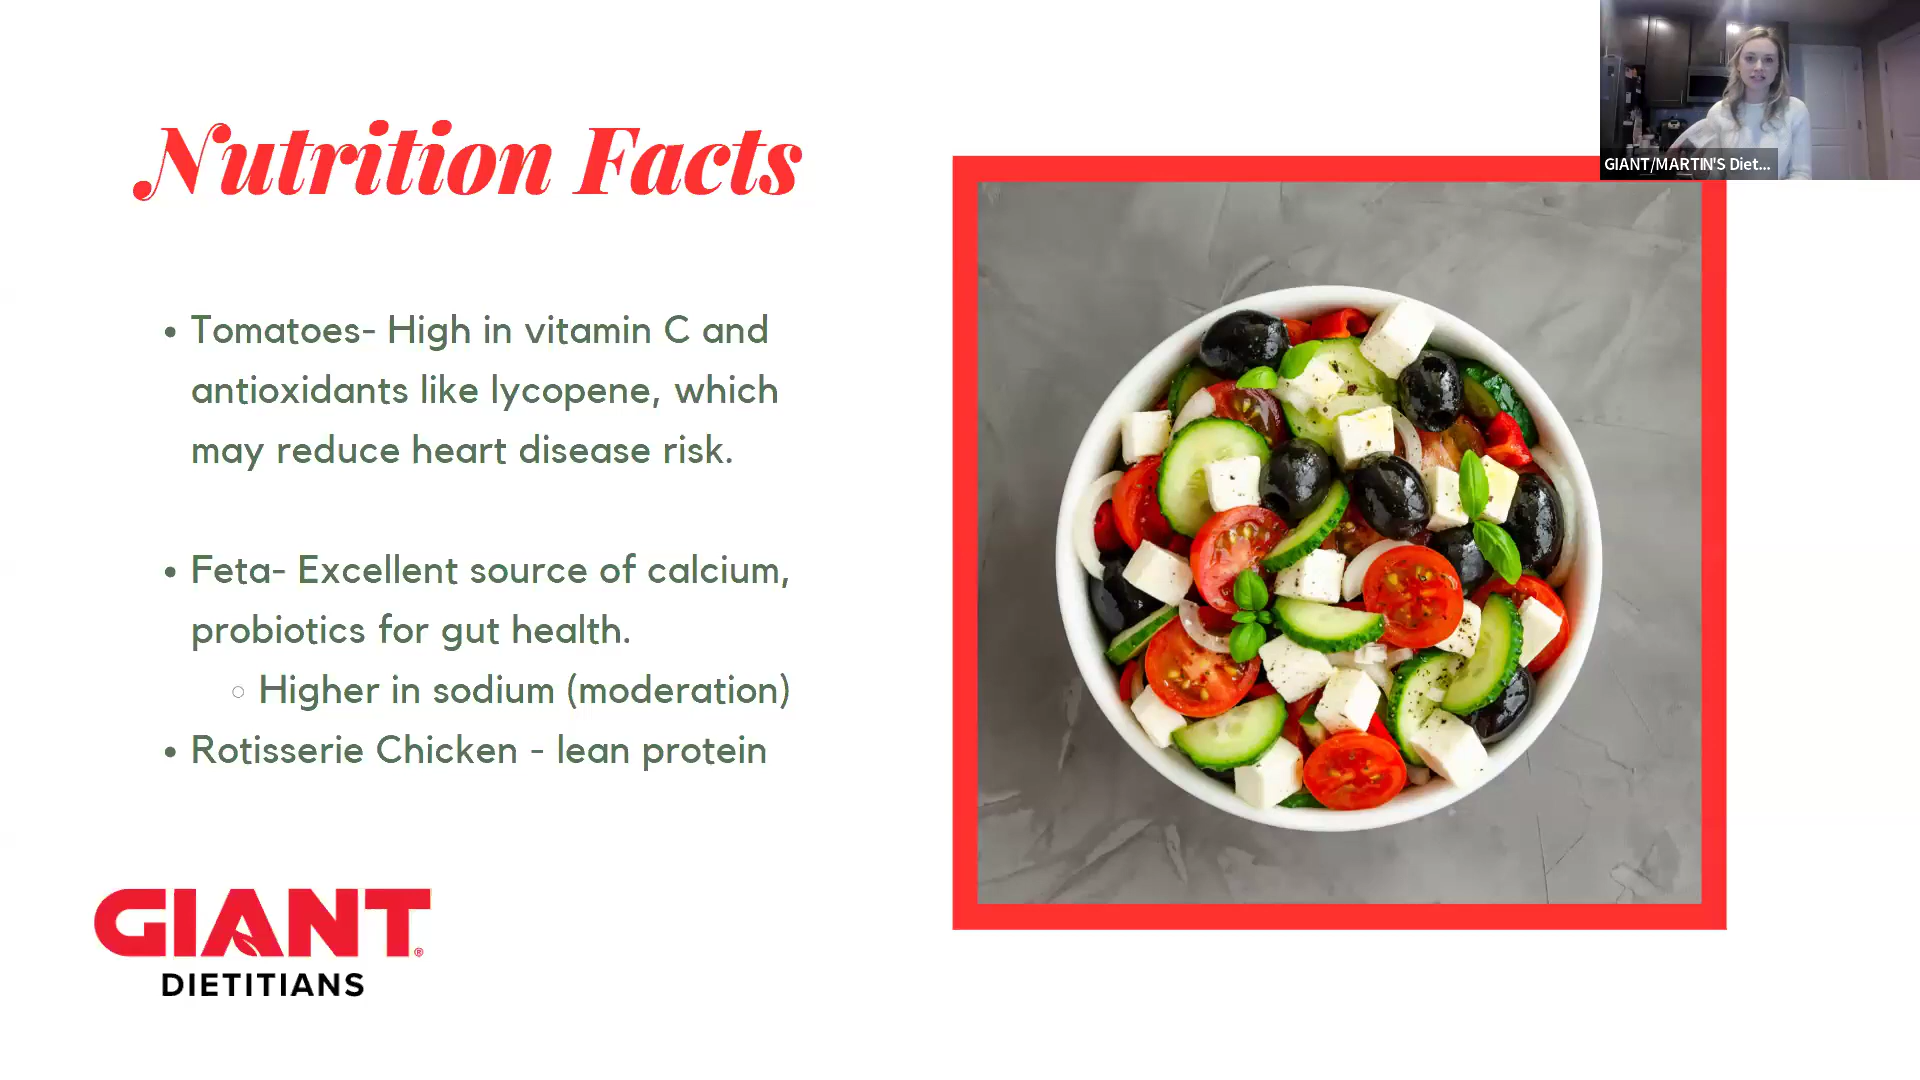 Nutrition Facts
• Tomatoes- High in vitamin C and
antioxidants like lycopene, which
may reduce heart disease risk.
• Feta- Excellent source of calcium,
probiotics for gut health.
◦ Higher in sodium (moderation)
• Rotisserie Chicken - lean protein
GIANT®
DIETITIANS
GIANT/MARTIN'S Diet...